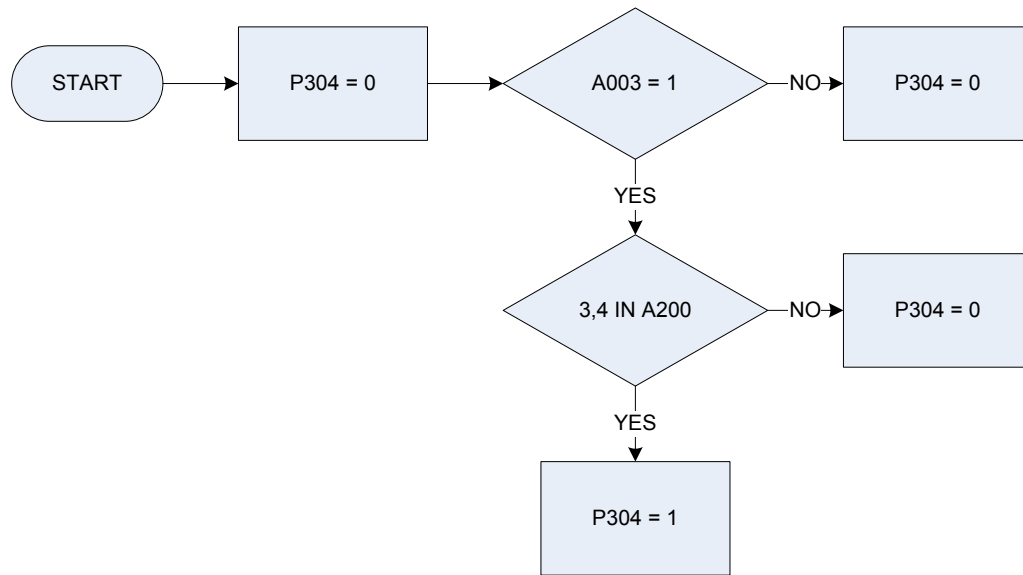 START
P304 = 0
A003 = 1
NO
P304 = 0
YES
3,4 IN A200
NO
P304 = 0
YES
P304 = 1